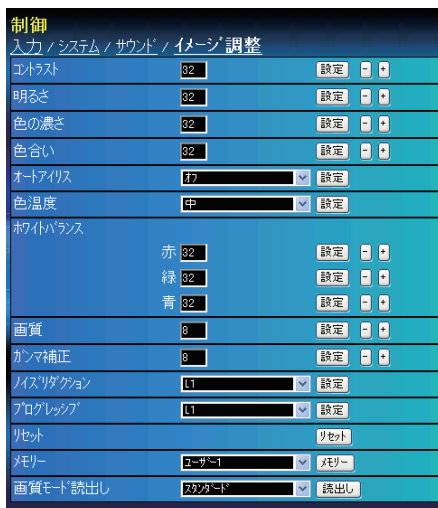 制御
入力 / システム / サウンド / イメージ調整
コントラスト 32 設定 - +
明るさ 32 設定 - +
色の濃さ 32 設定 - +
色合い 32 設定 - +
オートアイリス オフ 設定
色温度 中 設定
ホワイトバランス
赤 32 設定 - +
緑 32 設定 - +
青 32 設定 - +
画質 8 設定 - +
ガンマ補正 8 設定 - +
ノイズリダクション L1 設定
プログレッシブ L1 設定
リセット リセット
メモリー ユーザー1 メモリー
画質モード読出し スタンダード 読出し